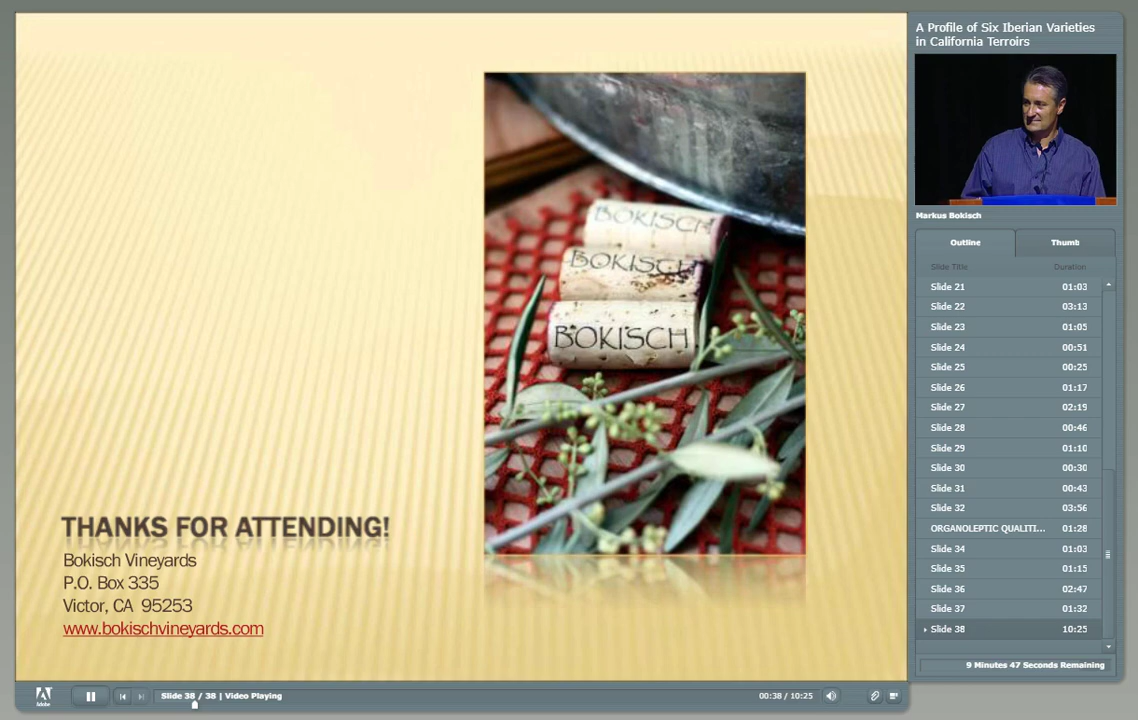 A Profile of Six Iberian Varieties
in California Terroirs
BOKISCH
BOKISCH
BOKISCH
THANKS FOR ATTENDING!
Bokisch Vineyards
P.O. Box 335
Victor, CA 95253
www.bokischvineyards.com
Markus Bokisch
Outline Thumb
Slide Title Duration
Slide 21 01:03
Slide 22 03:13
Slide 23 01:05
Slide 24 00:51
Slide 25 00:25
Slide 26 01:17
Slide 27 02:19
Slide 28 00:46
Slide 29 01:10
Slide 30 00:30
Slide 31 00:43
Slide 32 03:56
ORGANOLEPTIC QUALITI... 01:28
Slide 34 01:03
Slide 35 01:15
Slide 36 02:47
Slide 37 01:32
Slide 38 10:25
9 Minutes 47 Seconds Remaining
Adobe
Slide 38 / 38 | Video Playing
00:38 / 10:25